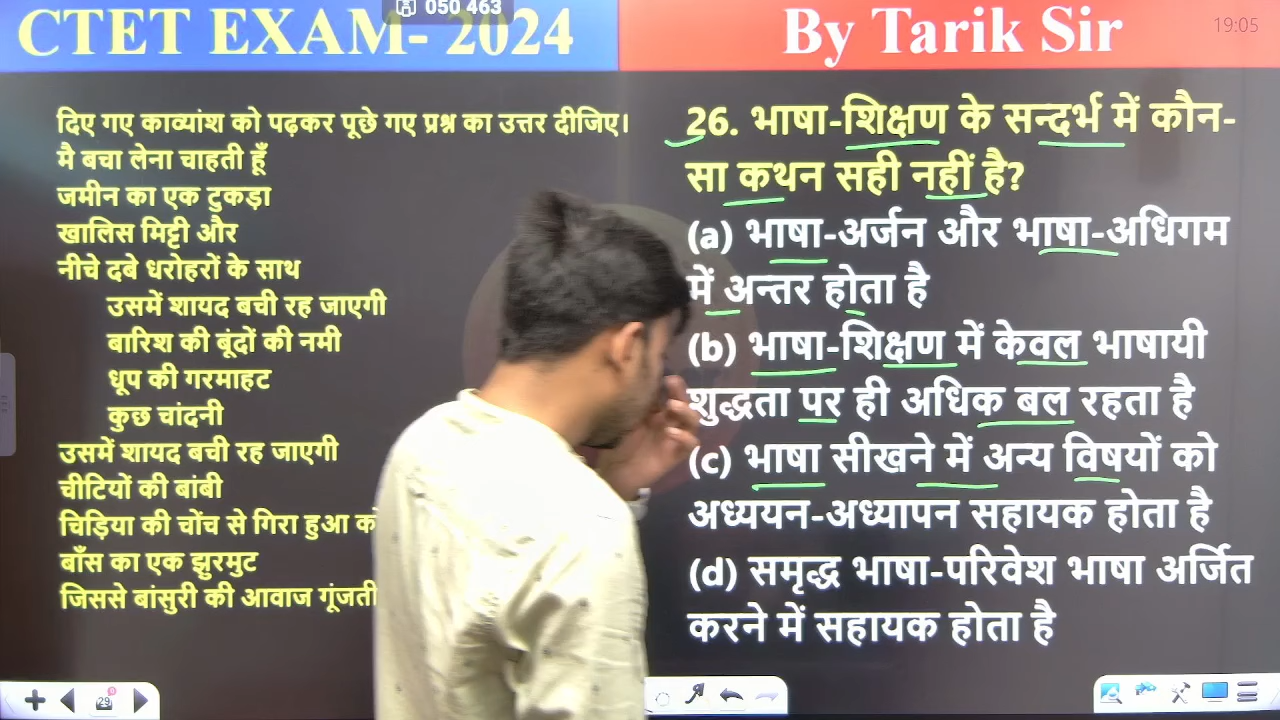 CTET EXAM- 2024
050 463
By Tarik Sir
19:05
दिए गए काव्यांश को पढ़कर पूछे गए प्रश्न का उत्तर दीजिए।
मै बचा लेना चाहती हूँ
जमीन का एक टुकड़ा
खालिस मिट्टी और
नीचे दबे धरोहरों के साथ
उसमें शायद बची रह जाएगी
बारिश की बूंदों की नमी
धूप की गरमाहट
कुछ चांदनी
उसमें शायद बची रह जाएगी
चीटियों की बांबी
चिड़िया की चोंच से गिरा हुआ
बाँस का एक झुरमुट
जिससे बांसुरी की आवाज गूंजती
26. भाषा-शिक्षण के सन्दर्भ में कौन-
सा कथन सही नहीं है?
(a) भाषा-अर्जन और भाषा-अधिगम
में अन्तर होता है
(b) भाषा-शिक्षण में केवल भाषायी
शुद्धता पर ही अधिक बल रहता है
(c) भाषा सीखने में अन्य विषयों को
अध्ययन-अध्यापन सहायक होता है
(d) समृद्ध भाषा-परिवेश भाषा अर्जित
करने में सहायक होता है
29